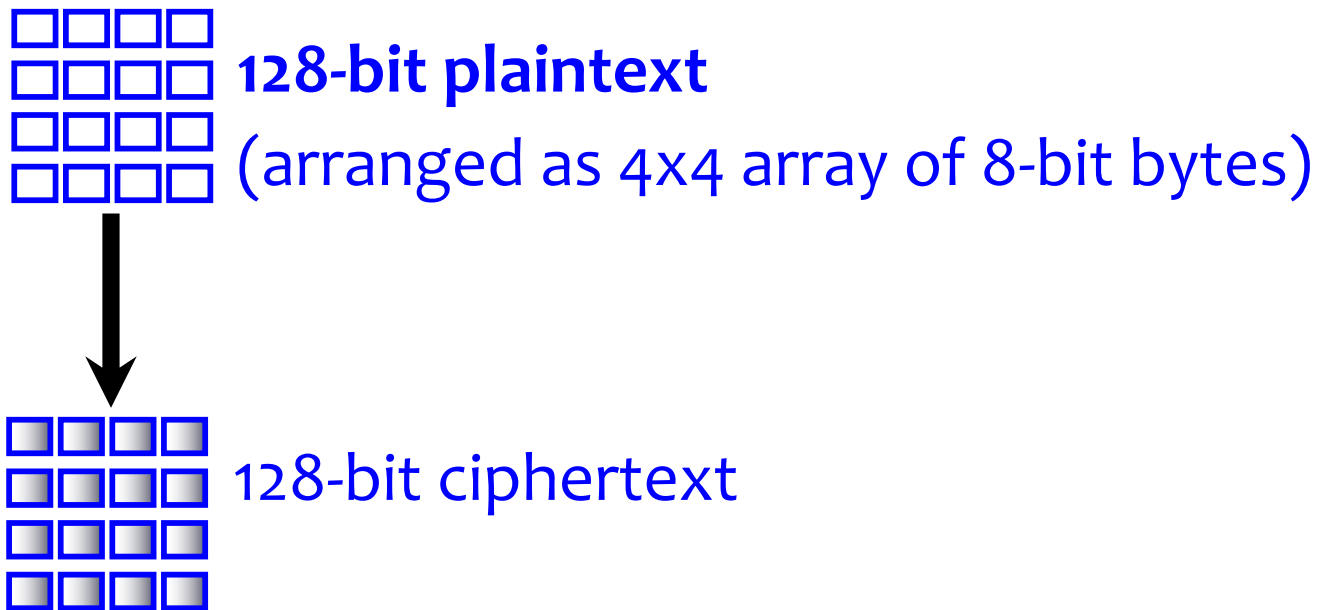 128-bit plaintext
(arranged as 4x4 array of 8-bit bytes)
128-bit ciphertext